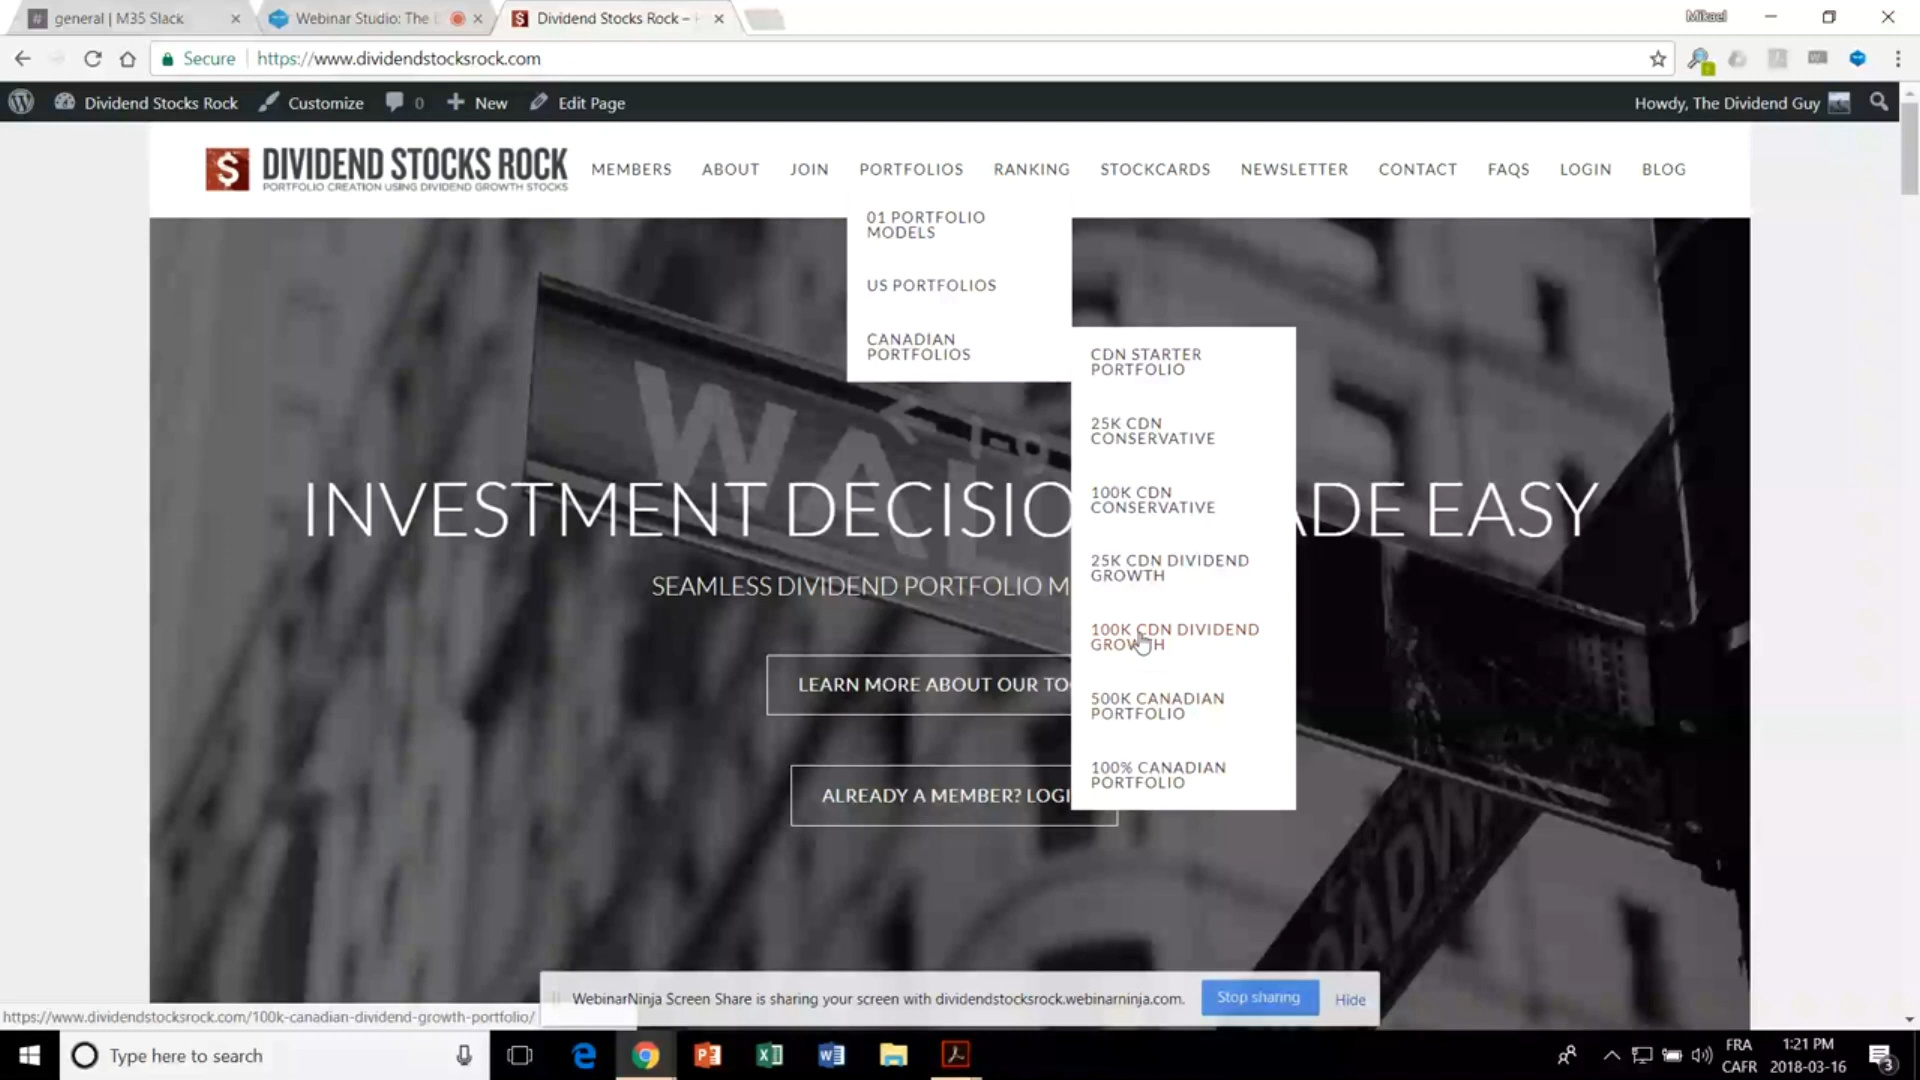 general | M35 Slack
Webinar Studio: The
Dividend Stocks Rock –
Mikael
Secure
https://www.dividendstocksrock.com
Dividend Stocks Rock
Customize
0
New
Edit Page
Howdy, The Dividend Guy
$ DIVIDEND STOCKS ROCK
PORTFOLIO CREATION USING DIVIDEND GROWTH STOCKS
MEMBERS
ABOUT
JOIN
PORTFOLIOS
RANKING
STOCKCARDS
NEWSLETTER
CONTACT
FAQS
LOGIN
BLOG
01 PORTFOLIO
MODELS
US PORTFOLIOS
CANADIAN
PORTFOLIOS
CDN STARTER
PORTFOLIO
25K CDN
CONSERVATIVE
100K CDN
CONSERVATIVE
25K CDN DIVIDEND
GROWTH
100K CDN DIVIDEND
GROWTH
500K CANADIAN
PORTFOLIO
100% CANADIAN
PORTFOLIO
WAL
INVESTMENT DECISIO ADE EASY
SEAMLESS DIVIDEND PORTFOLIO M
LEARN MORE ABOUT OUR TO
ALREADY A MEMBER? LOGI
WebinarNinja Screen Share is sharing your screen with dividendstocksrock.webinarninja.com.
Stop sharing
Hide
https://www.dividendstocksrock.com/100k-canadian-dividend-growth-portfolio/
Type here to search
FRA
CAFR
1:21 PM
2018-03-16
3